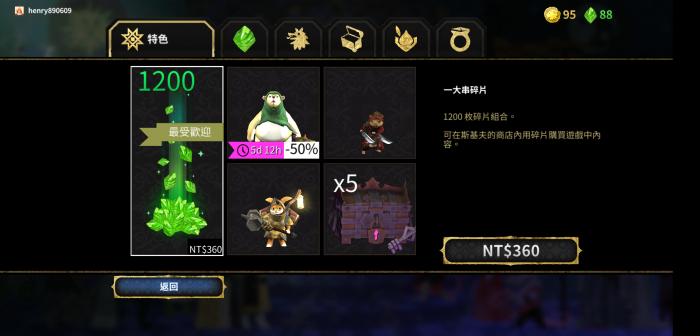 henry890609
95
88
特色
1200
最受歡迎
NT$360
5d 12h
-50%
x5
一大串碎片
1200 枚碎片組合。
可在斯基夫的商店內用碎片購買遊戲中內
容。
NT$360
返回